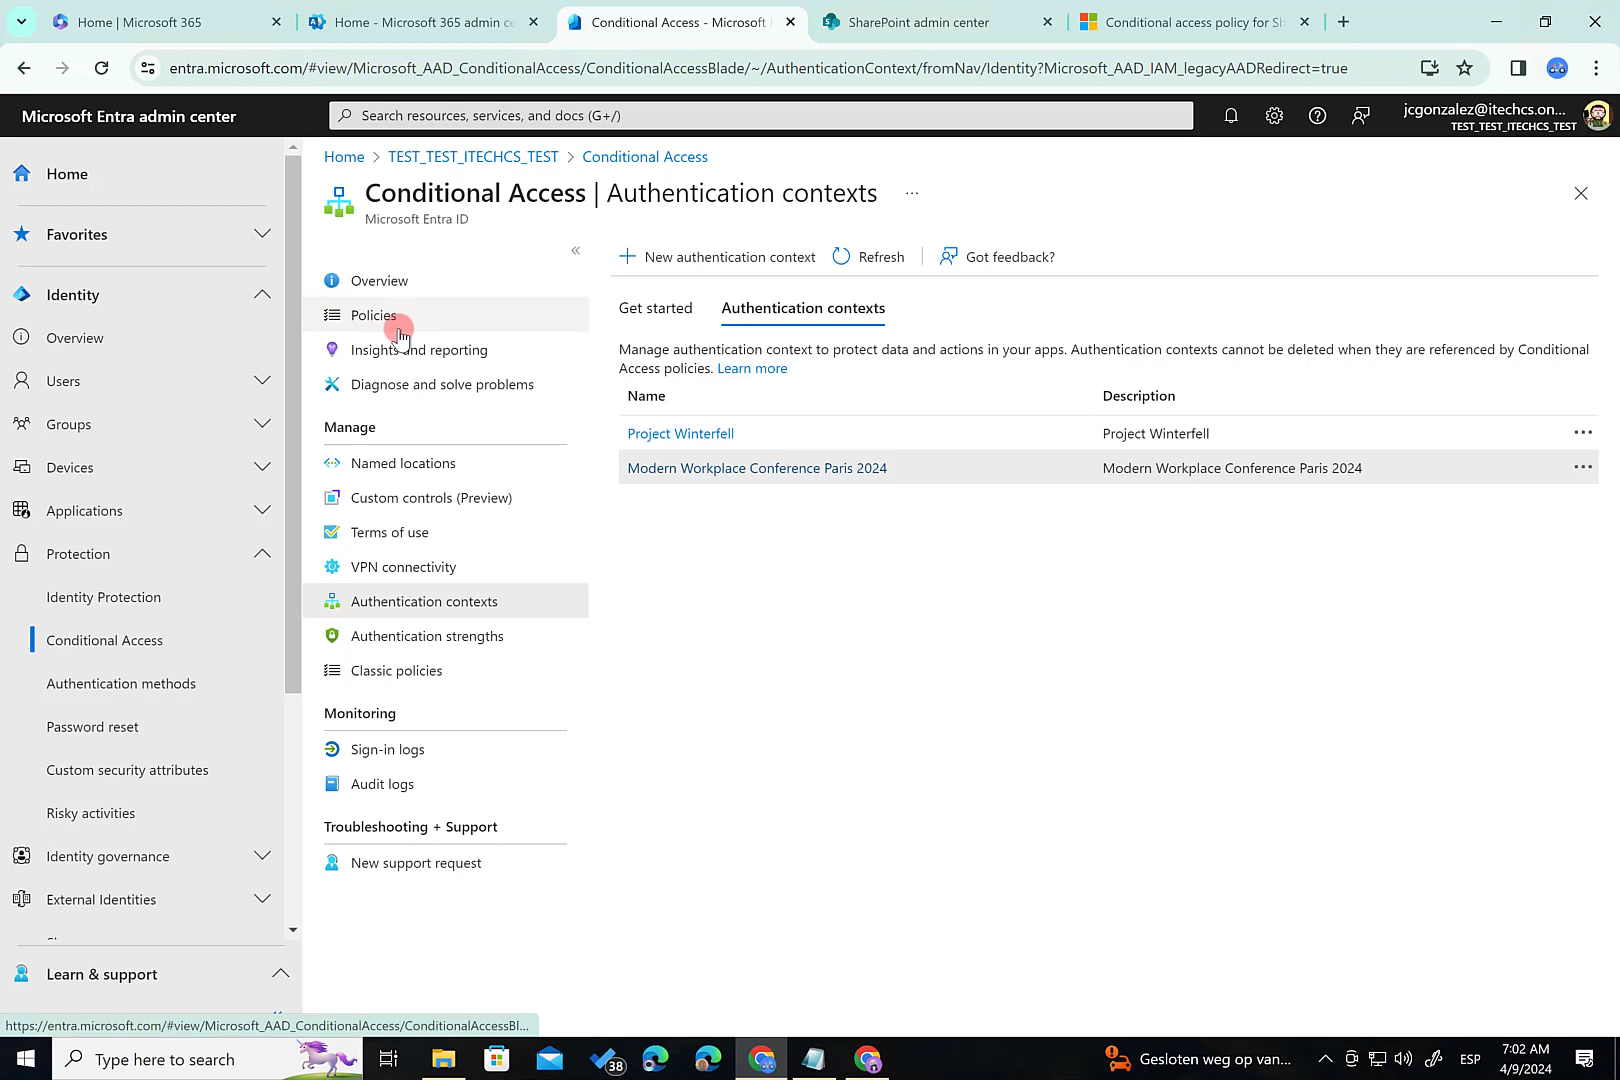 Home | Microsoft 365
Home - Microsoft 365 admin ce
Conditional Access - Microsoft
SharePoint admin center
Conditional access policy for Sh
entra.microsoft.com/#view/Microsoft_AAD_ConditionalAccess/ConditionalAccessBlade/~/AuthenticationContext/fromNav/Identity?Microsoft_AAD_IAM_legacyAADRedirect=true
Microsoft Entra admin center
Search resources, services, and docs (G+/)
jcgonzalez@itechcs.on...
TEST_TEST_ITECHCS_TEST
Home
Favorites
Identity
Overview
Users
Groups
Devices
Applications
Protection
Identity Protection
Conditional Access
Authentication methods
Password reset
Custom security attributes
Risky activities
Identity governance
External Identities
Learn & support
Home > TEST_TEST_ITECHCS_TEST > Conditional Access
Conditional Access | Authentication contexts ...
Microsoft Entra ID
Overview
Policies
Insights and reporting
Diagnose and solve problems
Manage
Named locations
Custom controls (Preview)
Terms of use
VPN connectivity
Authentication contexts
Authentication strengths
Classic policies
Monitoring
Sign-in logs
Audit logs
Troubleshooting + Support
New support request
New authentication context
Refresh
Got feedback?
Get started
Authentication contexts
Manage authentication context to protect data and actions in your apps. Authentication contexts cannot be deleted when they are referenced by Conditional
Access policies. Learn more
Name Description
Project Winterfell Project Winterfell
Modern Workplace Conference Paris 2024 Modern Workplace Conference Paris 2024
https://entra.microsoft.com/#view/Microsoft_AAD_ConditionalAccess/ConditionalAccessBl...
Type here to search
38
Gesloten weg op van...
ESP
7:02 AM
4/9/2024